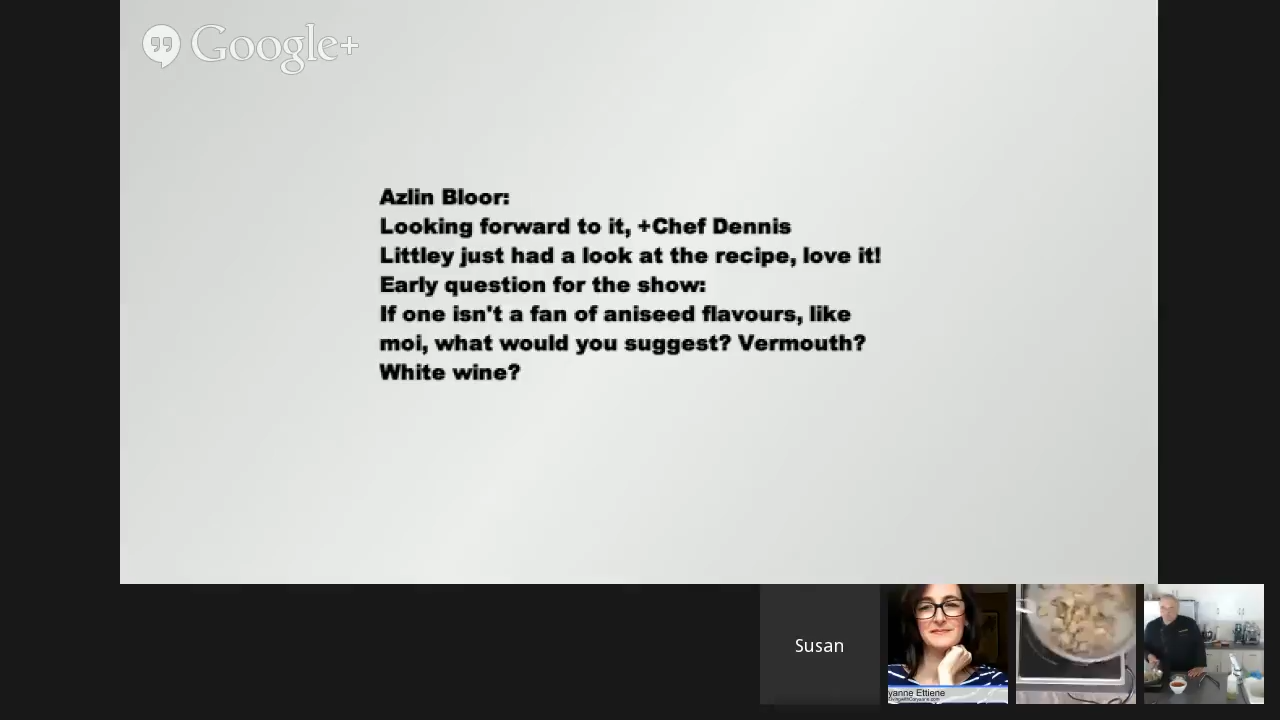 Google+
Azlin Bloor:
Looking forward to it, +Chef Dennis
Littley just had a look at the recipe, love it!
Early question for the show:
If one isn't a fan of aniseed flavours, like
moi, what would you suggest? Vermouth?
White wine?
Susan
yanne Ettiene